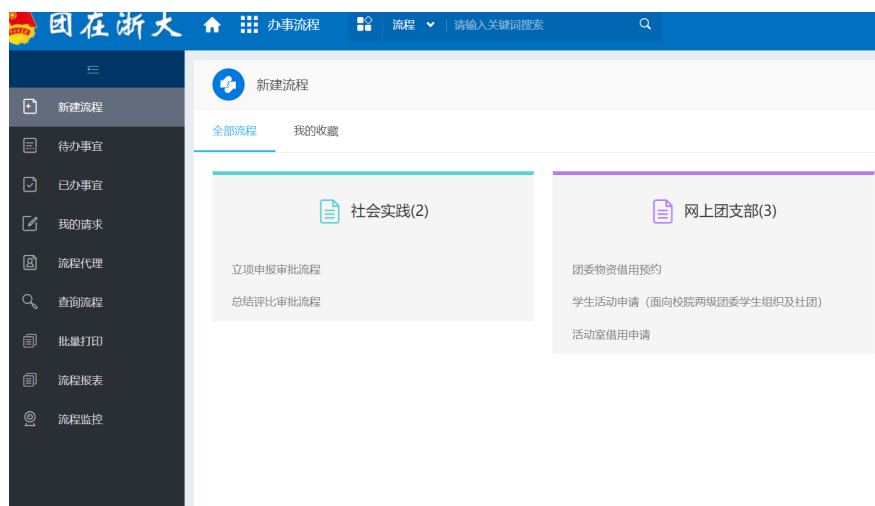 团在浙大
办事流程
流程
请输入关键词搜索
新建流程
待办事宜
已办事宜
我的请求
流程代理
查询流程
批量打印
流程报表
流程监控
新建流程
全部流程
我的收藏
社会实践(2)
立项申报审批流程
总结评比审批流程
网上团支部(3)
团委物资借用预约
学生活动申请（面向校院两级团委学生组织及社团）
活动室借用申请